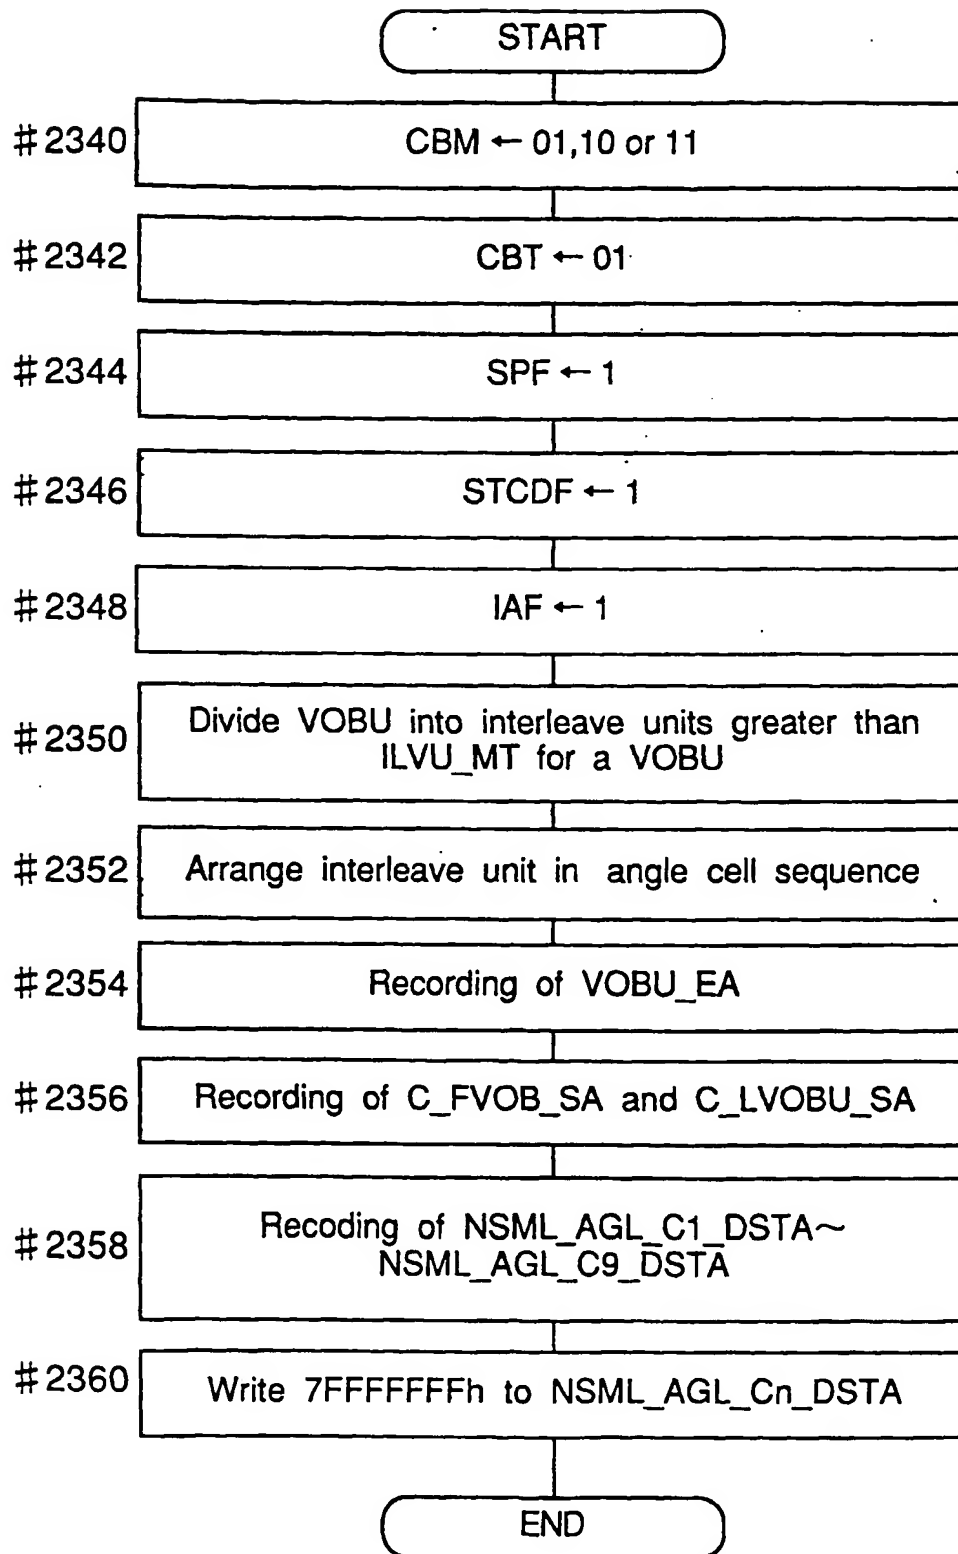 START
#2340 CBM ← 01,10 or 11
#2342 CBT ← 01
#2344 SPF ← 1
#2346 STCDF ← 1
#2348 IAF ← 1
#2350 Divide VOBU into interleave units greater than
ILVU_MT for a VOBU
#2352 Arrange interleave unit in angle cell sequence
#2354 Recording of VOBU_EA
#2356 Recording of C_FVOB_SA and C_LVOBU_SA
#2358 Recoding of NSML_AGL_C1_DSTA~
NSML_AGL_C9_DSTA
#2360 Write 7FFFFFFFh to NSML_AGL_Cn_DSTA
END